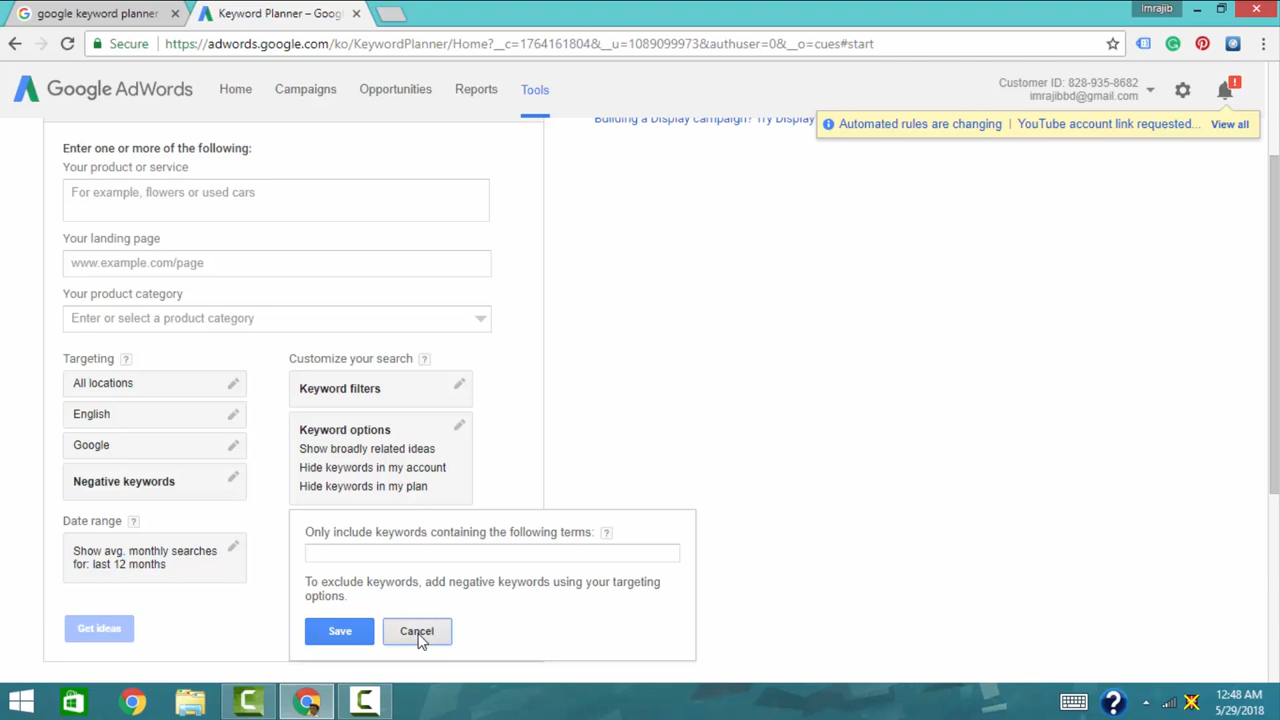 google keyword planner
Keyword Planner – Goog
Imrajib
Secure
https://adwords.google.com/ko/KeywordPlanner/Home?__c=1764161804&__u=1089099973&authuser=0&__o=cues#start
Google AdWords
Home
Campaigns
Opportunities
Reports
Tools
Customer ID: 828-935-8682
imrajibbd@gmail.com
Automated rules are changing
YouTube account link requested...
View all
Building a Display campaign? Try Display
Enter one or more of the following:
Your product or service
For example, flowers or used cars
Your landing page
www.example.com/page
Your product category
Enter or select a product category
Targeting ?
All locations
English
Google
Negative keywords
Date range ?
Show avg. monthly searches
for: last 12 months
Get ideas
Customize your search ?
Keyword filters
Keyword options
Show broadly related ideas
Hide keywords in my account
Hide keywords in my plan
Only include keywords containing the following terms: ?
To exclude keywords, add negative keywords using your targeting
options.
Save
Cancel
12:48 AM
5/29/2018